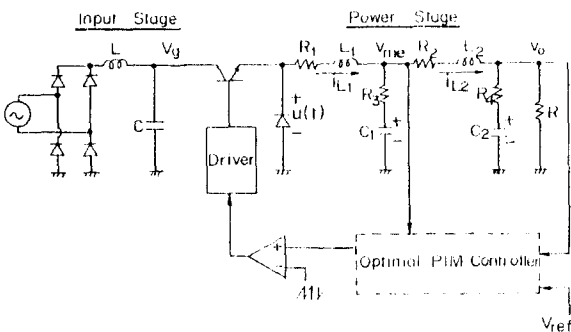 Input Stage
Power Stage
L
Vg
R1
L1
Vme
R2
L2
Vo
iL1
iL2
R3
R4
R
C
+
u(t)
-
C1
+
-
C2
+
-
Driver
+
-
Optimal PIM Controller
Vref